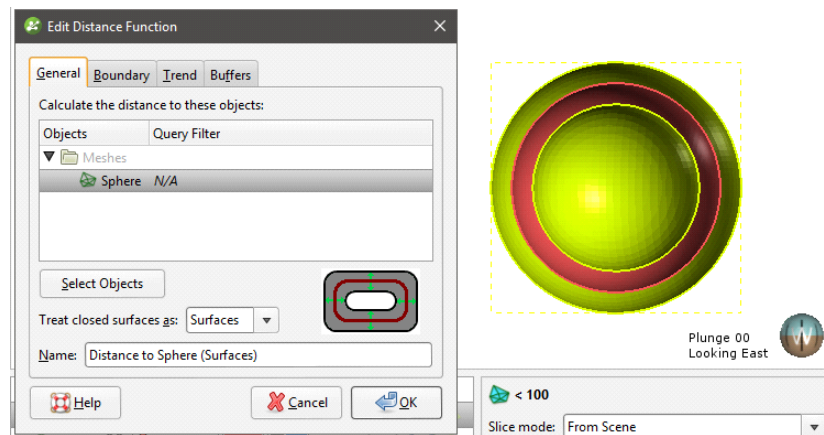 Edit Distance Function
General Boundary Trend Buffers
Calculate the distance to these objects:
Objects Query Filter
Meshes
Sphere N/A
Select Objects
Treat closed surfaces as: Surfaces
Name: Distance to Sphere (Surfaces)
Help Cancel OK
Plunge 00
Looking East
W
< 100
Slice mode: From Scene